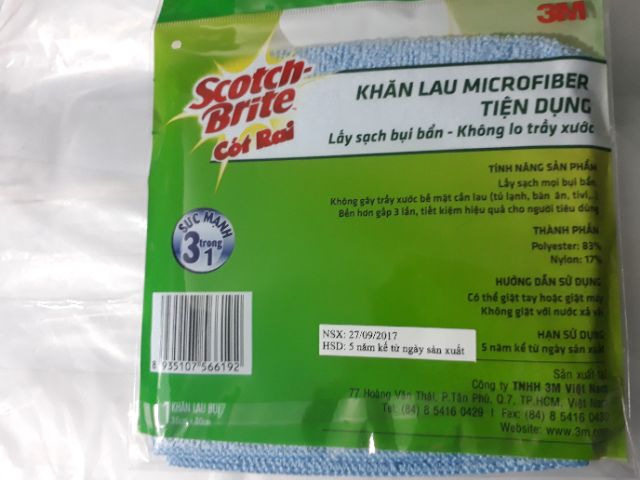 3M
Scotch-
Brite
Cót Rai
KHĂN LAU MICROFIBER
TIỆN DỤNG
Lấy sạch bụi bẩn - Không lo trầy xước
TÍNH NĂNG SẢN PHẨM
Lấy sạch mọi bụi bẩn,
Không gây trầy xước bề mặt cần lau (tủ lạnh, bàn ăn, tivi,...)
Bền hơn gấp 3 lần, tiết kiệm hiệu quả cho người tiêu dùng
SỨC MẠNH
3 trong 1
THÀNH PHẦN
Polyester: 83%
Nylon: 17%
HƯỚNG DẪN SỬ DỤNG
Có thể giặt tay hoặc giặt máy
Không giặt với nước xả vải
NSX: 27/09/2017
HSD: 5 năm kể từ ngày sản xuất
HẠN SỬ DỤNG
5 năm kể từ ngày sản xuất
8 935107 566192
Sản xuất tại
Công ty TNHH 3M Việt Nam
77 Hoàng Văn Thái, P.Tân Phú, Q.7, TP.HCM, Việt Nam
Tel: (84) 8 5416 0429 I Fax: (84) 8 5416 0430
Website: www.3m.com
1 KHĂN LAU BỤI